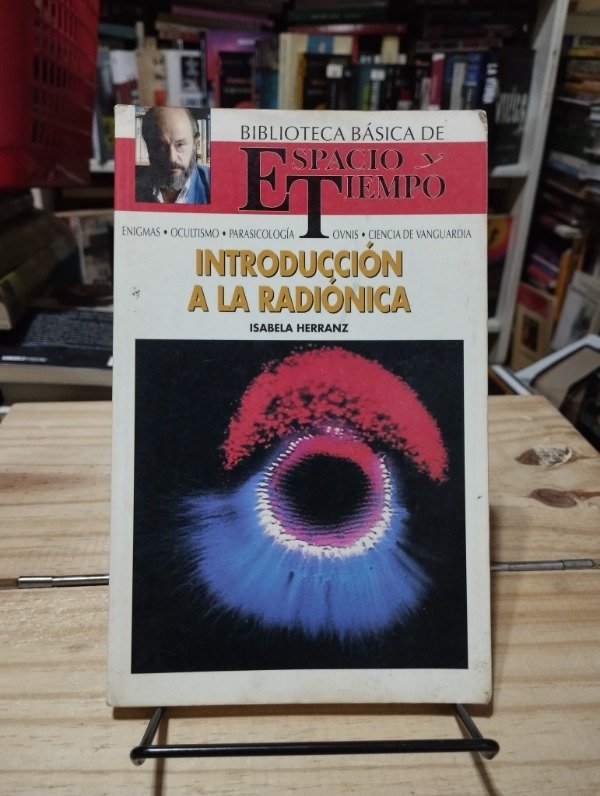 BIBLIOTECA BÁSICA DE
ESPACIO y
TIEMPO
ENIGMAS • OCULTISMO • PARASICOLOGÍA OVNIS • CIENCIA DE VANGUARDIA
INTRODUCCIÓN
A LA RADIÓNICA
ISABELA HERRANZ